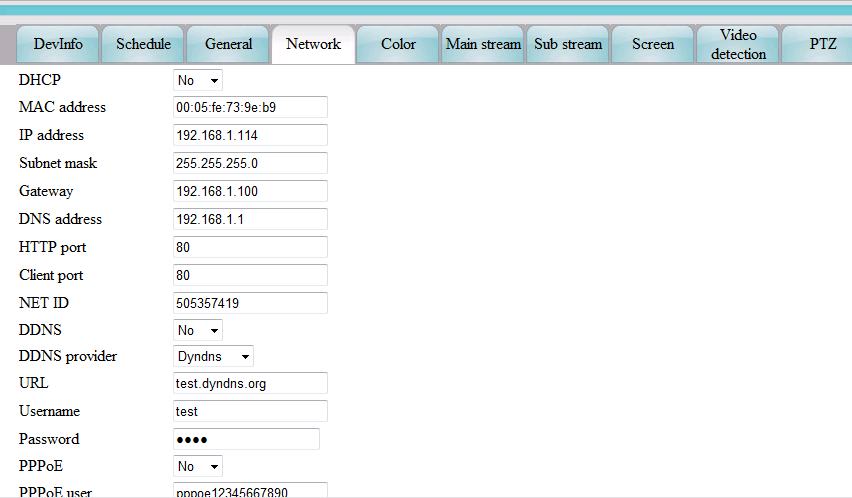 DevInfo Schedule General Network Color Main stream Sub stream Screen Video detection PTZ
DHCP No
MAC address 00:05:fe:73:9e:b9
IP address 192.168.1.114
Subnet mask 255.255.255.0
Gateway 192.168.1.100
DNS address 192.168.1.1
HTTP port 80
Client port 80
NET ID 505357419
DDNS No
DDNS provider Dyndns
URL test.dyndns.org
Username test
Password ●●●●
PPPoE No
PPPoE user pppoe12345667890